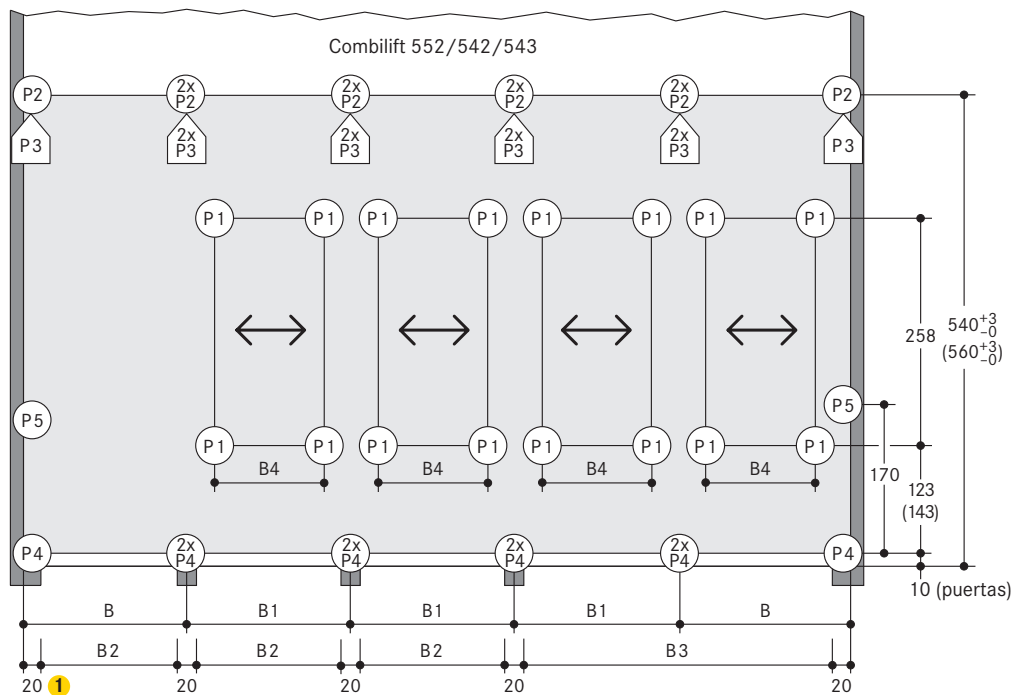 Combilift 552/542/543
P2 2x P2 2x P2 2x P2 2x P2 P2
P3 2x P3 2x P3 2x P3 2x P3 P3
P1 P1 P1 P1 P1 P1 P1 P1
258
540+3-0
(560+3-0)
P5 P5
P1 P1 P1 P1 P1 P1 P1 P1
B4 B4 B4 B4
170
123
(143)
P4 2x P4 2x P4 2x P4 2x P4 P4
10 (puertas)
B B1 B1 B1 B
B2 B2 B2 B3
20 1 20 20 20 20